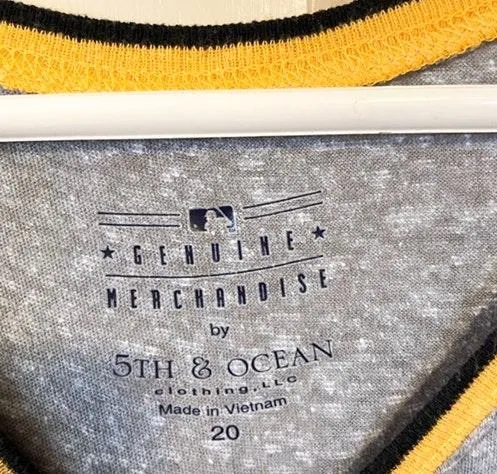 GENUINE
MERCHANDISE
by
5TH & OCEAN
clothing, LLC
Made in Vietnam
20